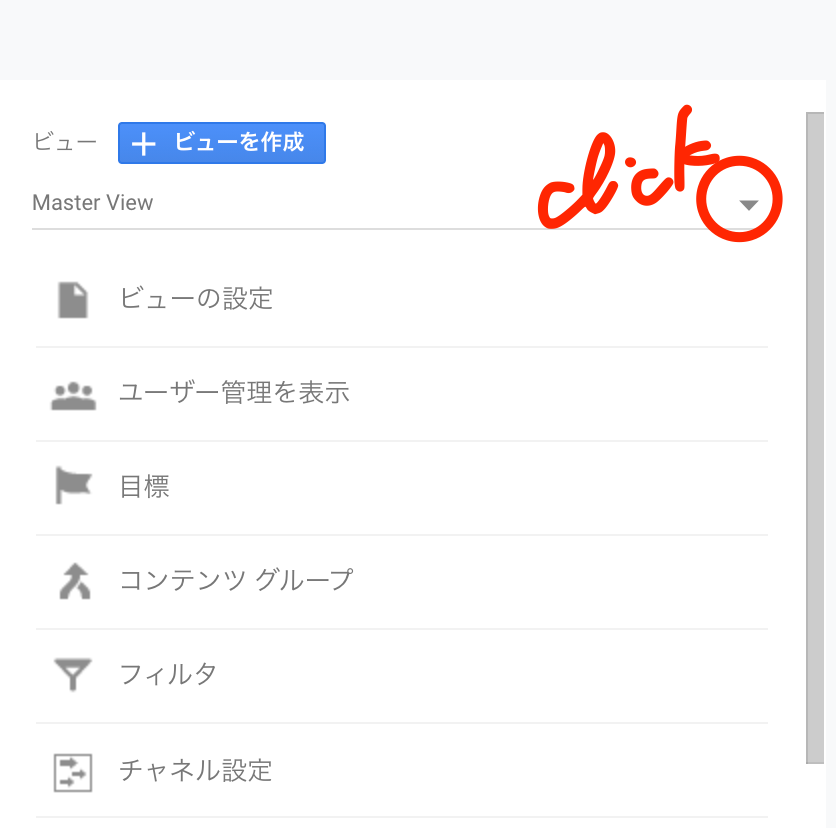 ビュー ビューを作成
Master View click
ビューの設定
ユーザー管理を表示
目標
コンテンツ グループ
フィルタ
チャネル設定